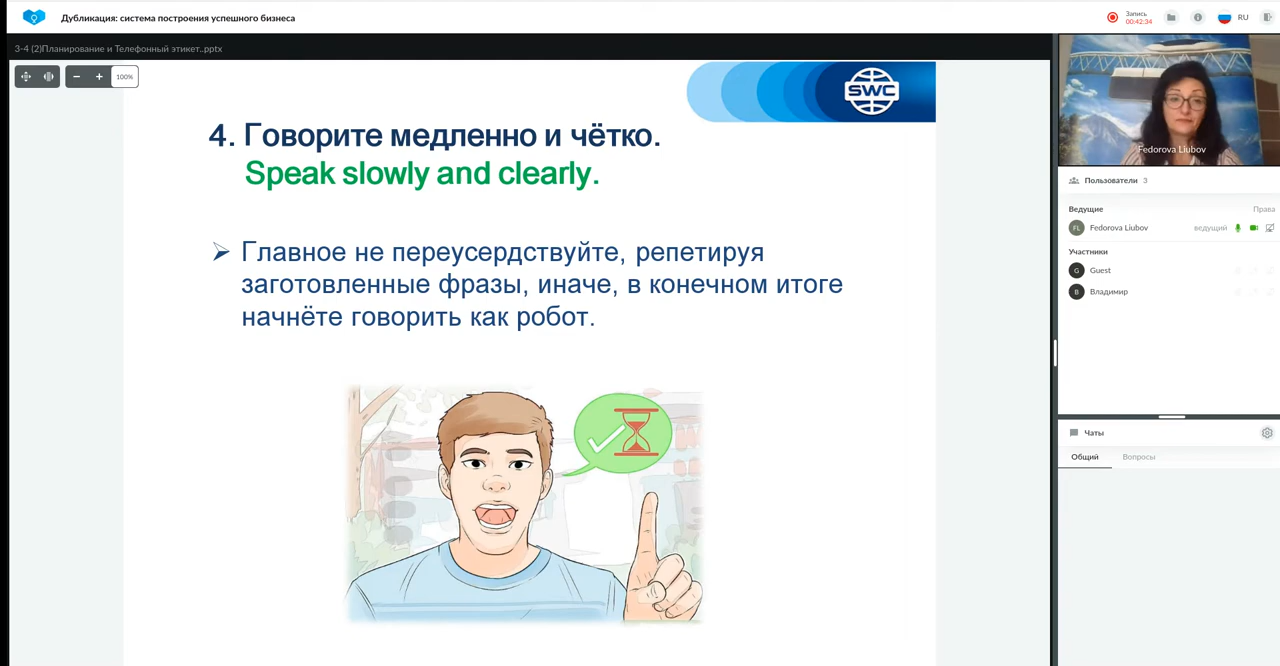 Дубликация: система построения успешного бизнеса
Запись
00:42:34
RU
3-4 (2)Планирование и Телефонный этикет..pptx
100%
SWC
4. Говорите медленно и чётко.
Speak slowly and clearly.
Главное не переусердствуйте, репетируя
заготовленные фразы, иначе, в конечном итоге
начнёте говорить как робот.
Fedorova Liubov
Пользователи 3
Ведущие Права
FL Fedorova Liubov ведущий
Участники
G Guest
В Владимир
Чаты
Общий Вопросы